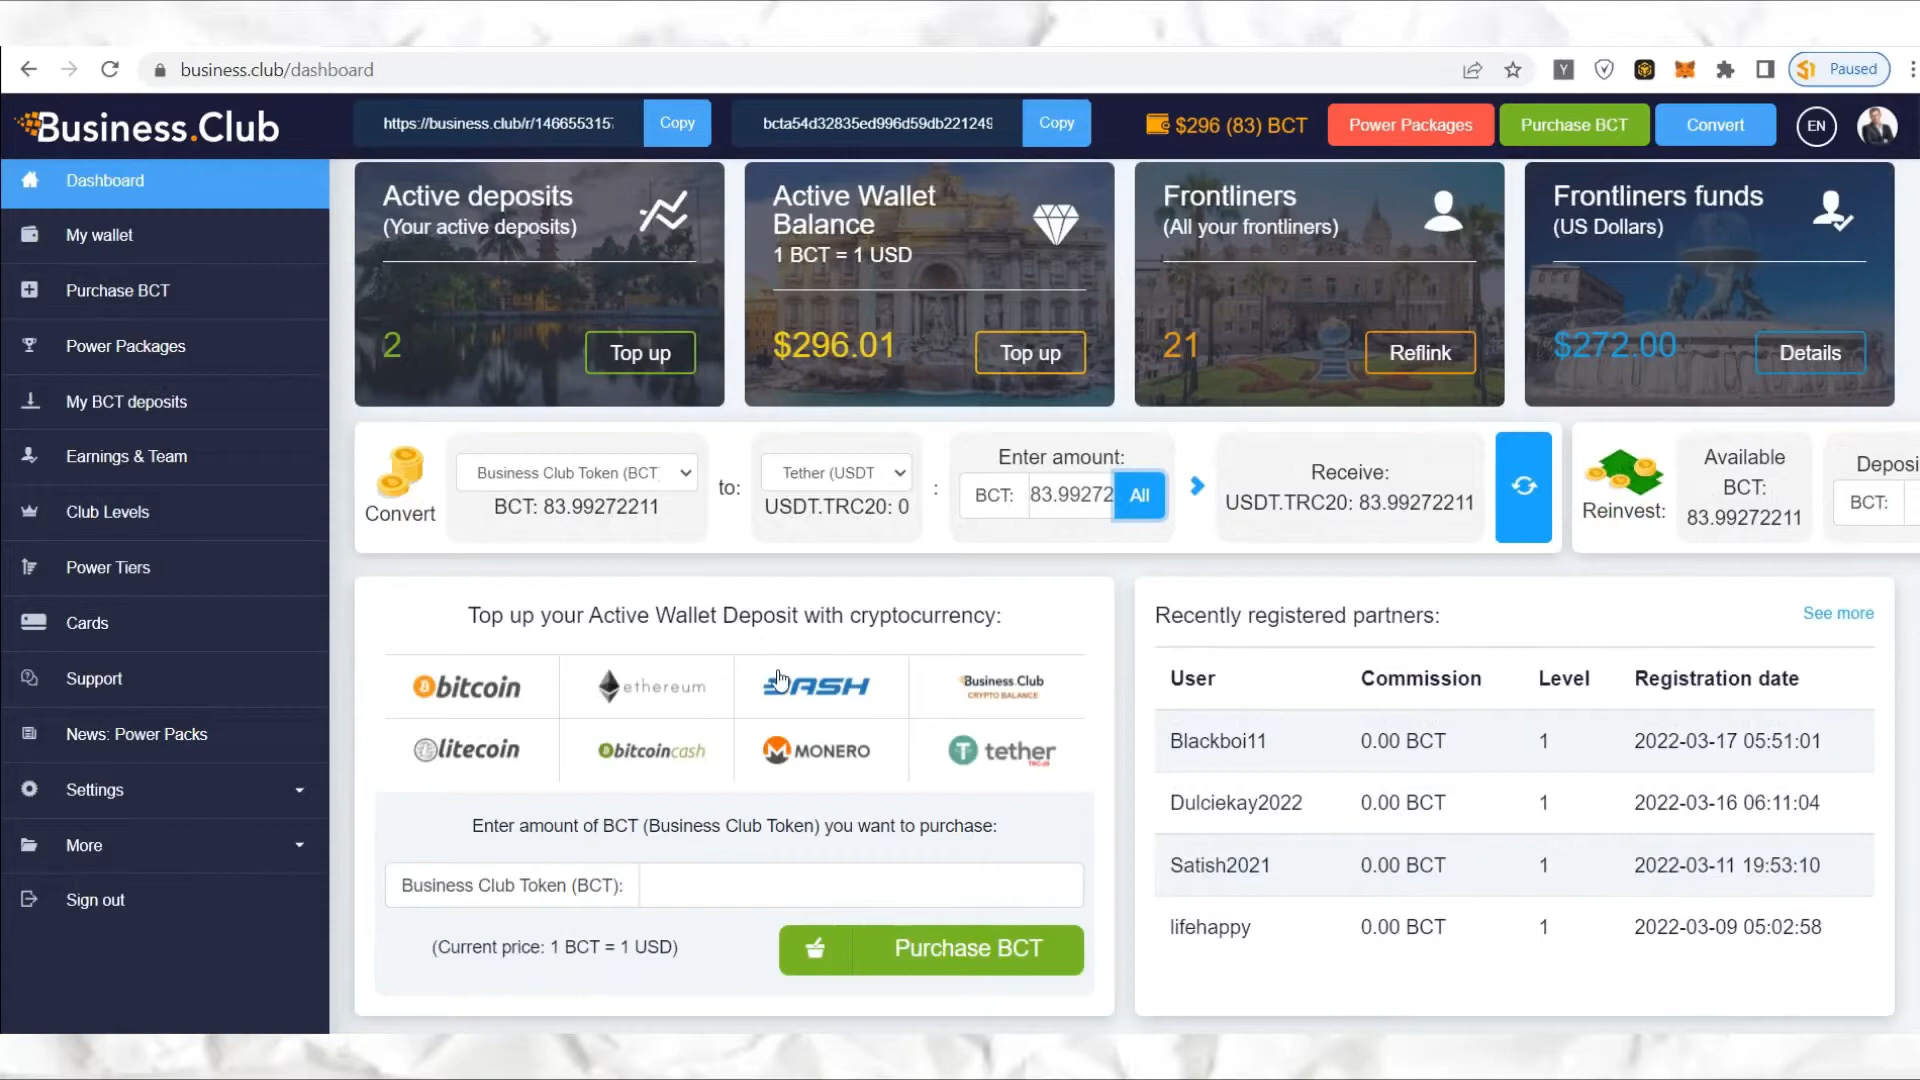 business.club/dashboard
Paused
Business.Club
https://business.club/r/146655315
Copy
bcta54d32835ed996d59db221249
Copy
$296 (83) BCT
Power Packages
Purchase BCT
Convert
EN
Dashboard
My wallet
Purchase BCT
Power Packages
My BCT deposits
Earnings & Team
Club Levels
Power Tiers
Cards
Support
News: Power Packs
Settings
More
Sign out
Active deposits
(Your active deposits)
2
Top up
Active Wallet
Balance
1 BCT = 1 USD
$296.01
Top up
Frontliners
(All your frontliners)
21
Reflink
Frontliners funds
(US Dollars)
$272.00
Details
Convert
Business Club Token (BCT)
BCT: 83.99272211
to:
Tether (USDT
USDT.TRC20: 0
:
Enter amount:
BCT:
83.99272
All
Receive:
USDT.TRC20: 83.99272211
Reinvest:
Available
BCT:
83.99272211
Deposi
BCT:
Top up your Active Wallet Deposit with cryptocurrency:
bitcoin
ethereum
DASH
Business.Club
CRYPTO BALANCE
litecoin
bitcoincash
MONERO
tether
TRC-20
Enter amount of BCT (Business Club Token) you want to purchase:
Business Club Token (BCT):
(Current price: 1 BCT = 1 USD)
Purchase BCT
Recently registered partners:
See more
User Commission Level Registration date
Blackboi11 0.00 BCT 1 2022-03-17 05:51:01
Dulciekay2022 0.00 BCT 1 2022-03-16 06:11:04
Satish2021 0.00 BCT 1 2022-03-11 19:53:10
lifehappy 0.00 BCT 1 2022-03-09 05:02:58